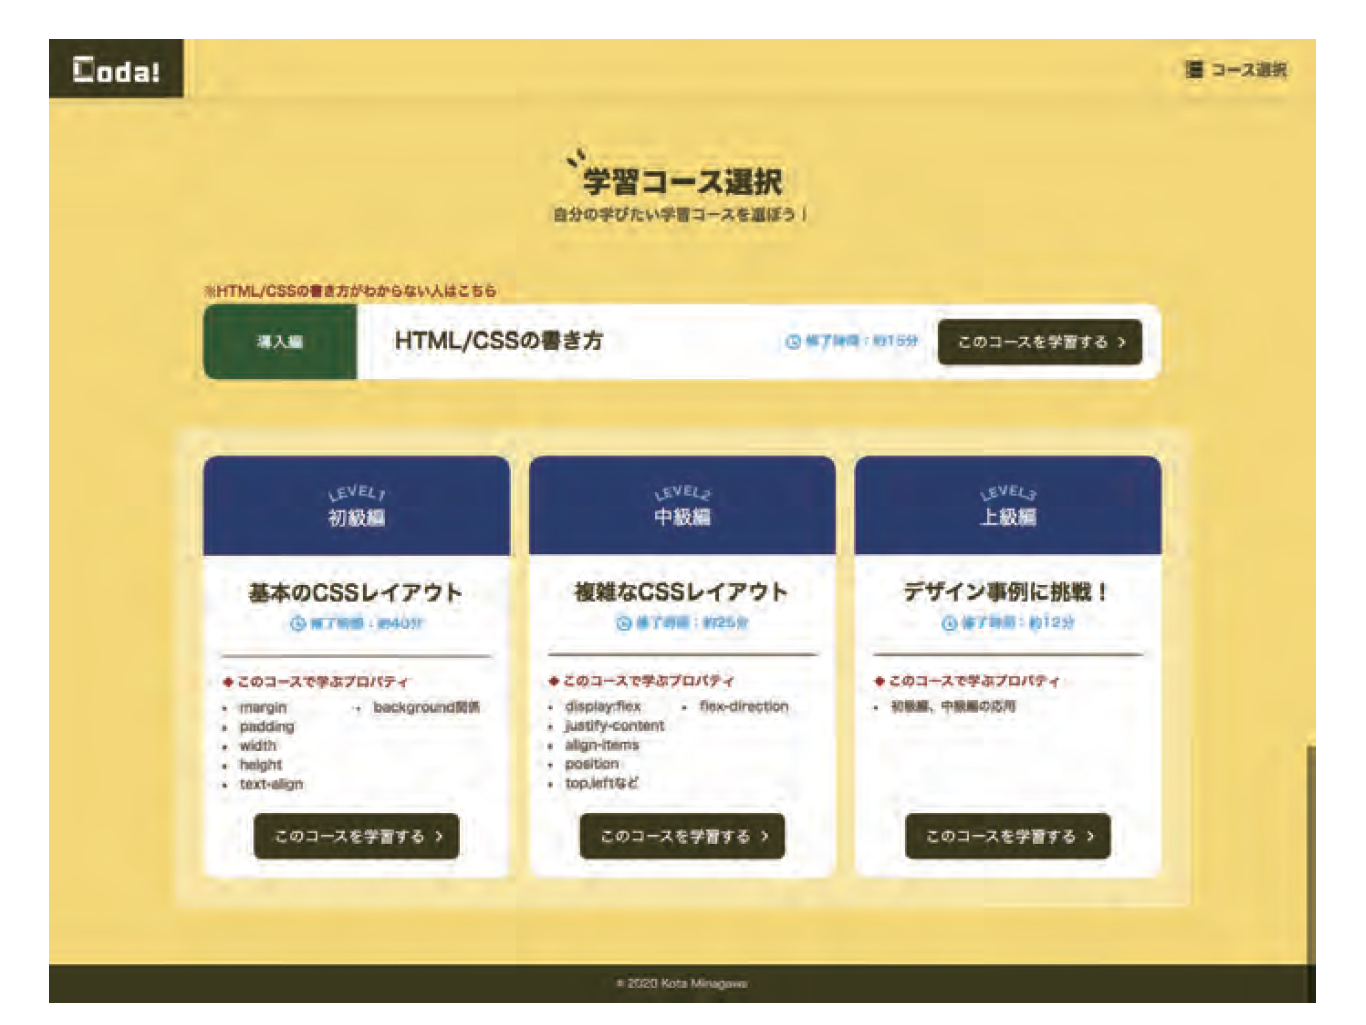 Coda!
コース選択
学習コース選択
自分の学びたい学習コースを選ぼう！
※HTML/CSSの書き方がわからない人はこちら
導入編
HTML/CSSの書き方
修了時間：約15分
このコースを学習する >
LEVEL1
初級編
基本のCSSレイアウト
修了時間：約40分
◆このコースで学ぶプロパティ
・ margin
・ padding
・ width
・ height
・ text-align
・ background関係
このコースを学習する >
LEVEL2
中級編
複雑なCSSレイアウト
修了時間：約25分
◆このコースで学ぶプロパティ
・ display:flex
・ justify-content
・ align-items
・ position
・ top,leftなど
・ flex-direction
このコースを学習する >
LEVEL3
上級編
デザイン事例に挑戦！
修了時間：約12分
◆このコースで学ぶプロパティ
・ 初級編、中級編の応用
このコースを学習する >
© 2020 Kota Minagawa